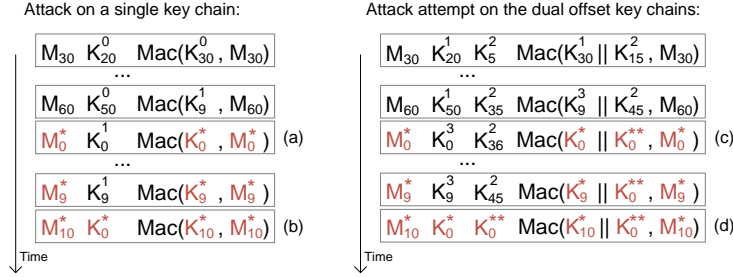 Attack on a single key chain:
M₃₀ K⁰₂₀ Mac(K⁰₃₀ , M₃₀)
...
M₆₀ K⁰₅₀ Mac(K¹₉ , M₆₀)
M*₀ K¹₀ Mac(K*₀ , M*₀) (a)
...
M*₉ K¹₉ Mac(K*₉ , M*₉)
M*₁₀ K*₀ Mac(K*₁₀ , M*₁₀) (b)
Time
Attack attempt on the dual offset key chains:
M₃₀ K¹₂₀ K²₅ Mac(K¹₃₀ || K²₁₅ , M₃₀)
...
M₆₀ K¹₅₀ K²₃₅ Mac(K³₉ || K²₄₅ , M₆₀)
M*₀ K³₀ K²₃₆ Mac(K*₀ || K**₀ , M*₀) (c)
...
M*₉ K³₉ K²₄₅ Mac(K*₉ || K**₀ , M*₉)
M*₁₀ K*₀ K**₀ Mac(K*₁₀ || K**₀ , M*₁₀) (d)
Time